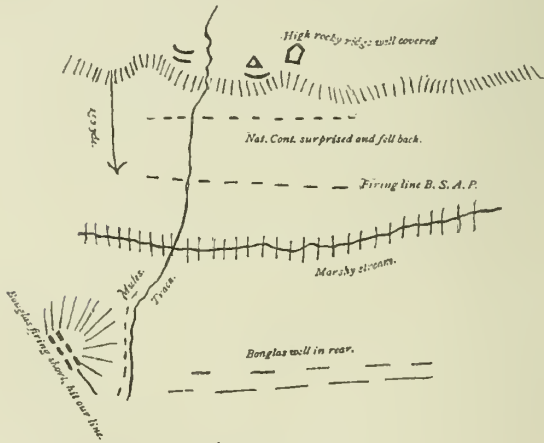 High rocky ridge well covered
yds.
Nat. Cont. surprised and fell back.
Firing line B. S. A. P.
Marshy stream.
Mules.
Track.
Bonglas firing short, hit our line.
Bonglas well in rear.